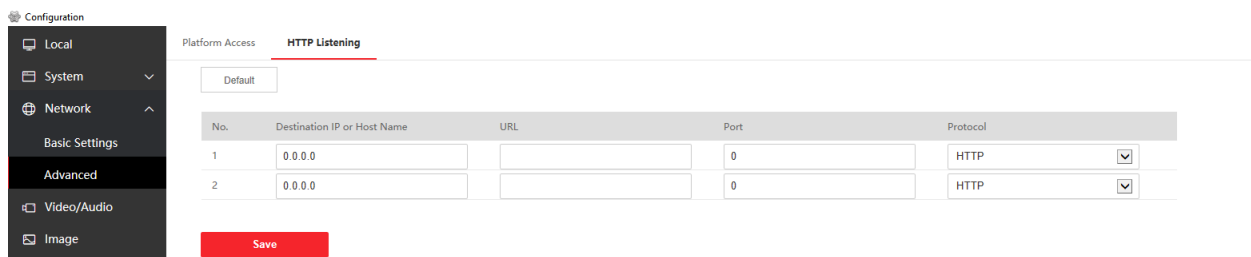 Configuration
Local
Platform Access HTTP Listening
System
Default
Network
No. Destination IP or Host Name URL Port Protocol
Basic Settings
1 0.0.0.0 0 HTTP
Advanced
2 0.0.0.0 0 HTTP
Video/Audio
Image
Save